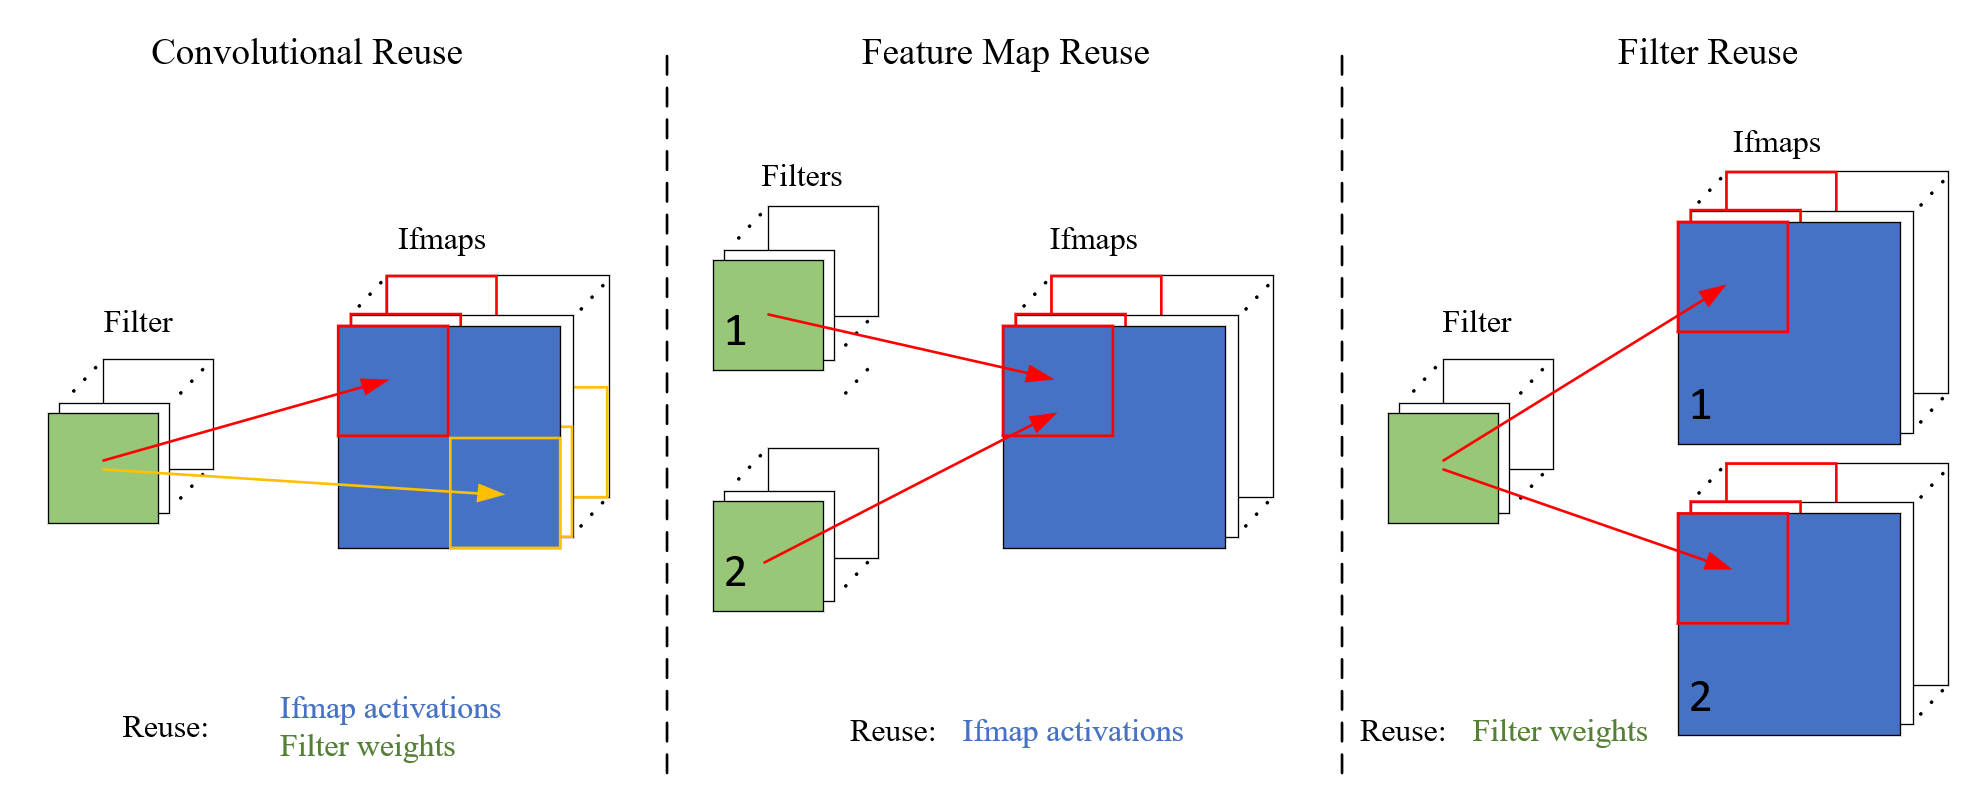 Convolutional Reuse
Filter
Ifmaps
Reuse:
Ifmap activations
Filter weights
Feature Map Reuse
Filters
1
2
Ifmaps
Reuse: Ifmap activations
Filter Reuse
Filter
Ifmaps
1
2
Reuse: Filter weights